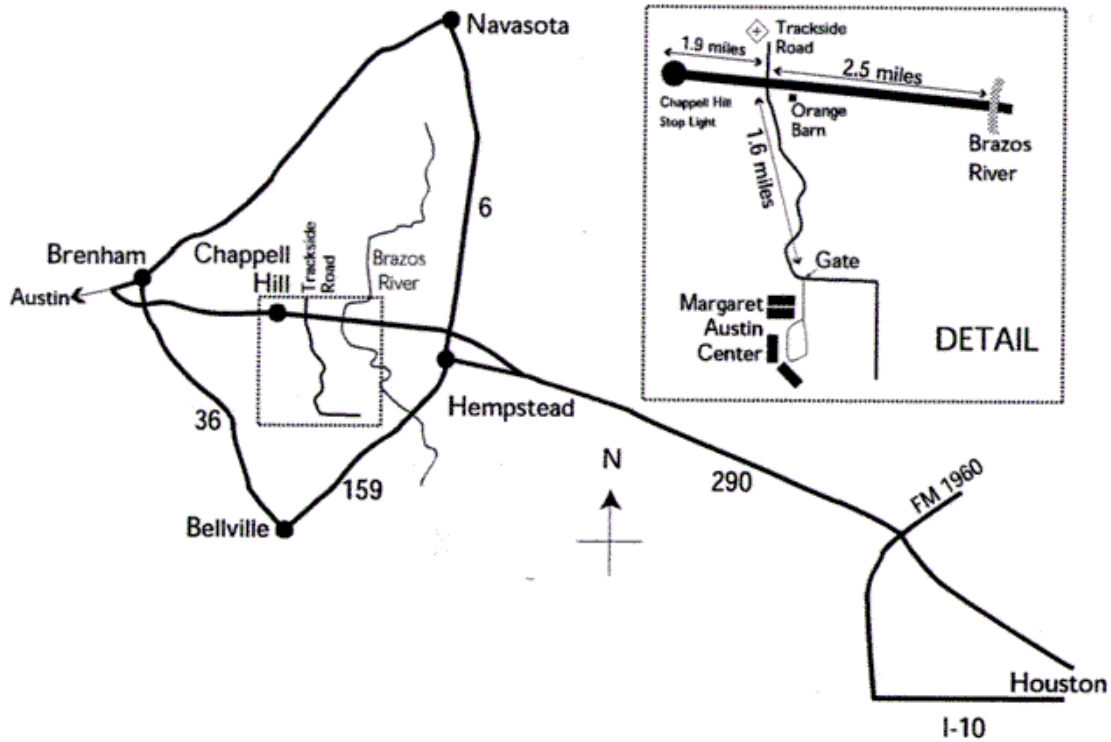 Navasota
6
Brenham
Austin
Chappell
Hill
Trackside
Road
Brazos
River
Hempstead
36
159
Bellville
N
290
FM 1960
Houston
I-10
Trackside
Road
1.9 miles
2.5 miles
Chappell Hill
Stop Light
Orange
Barn
Brazos
River
1.6 miles
Gate
Margaret
Austin
Center
DETAIL